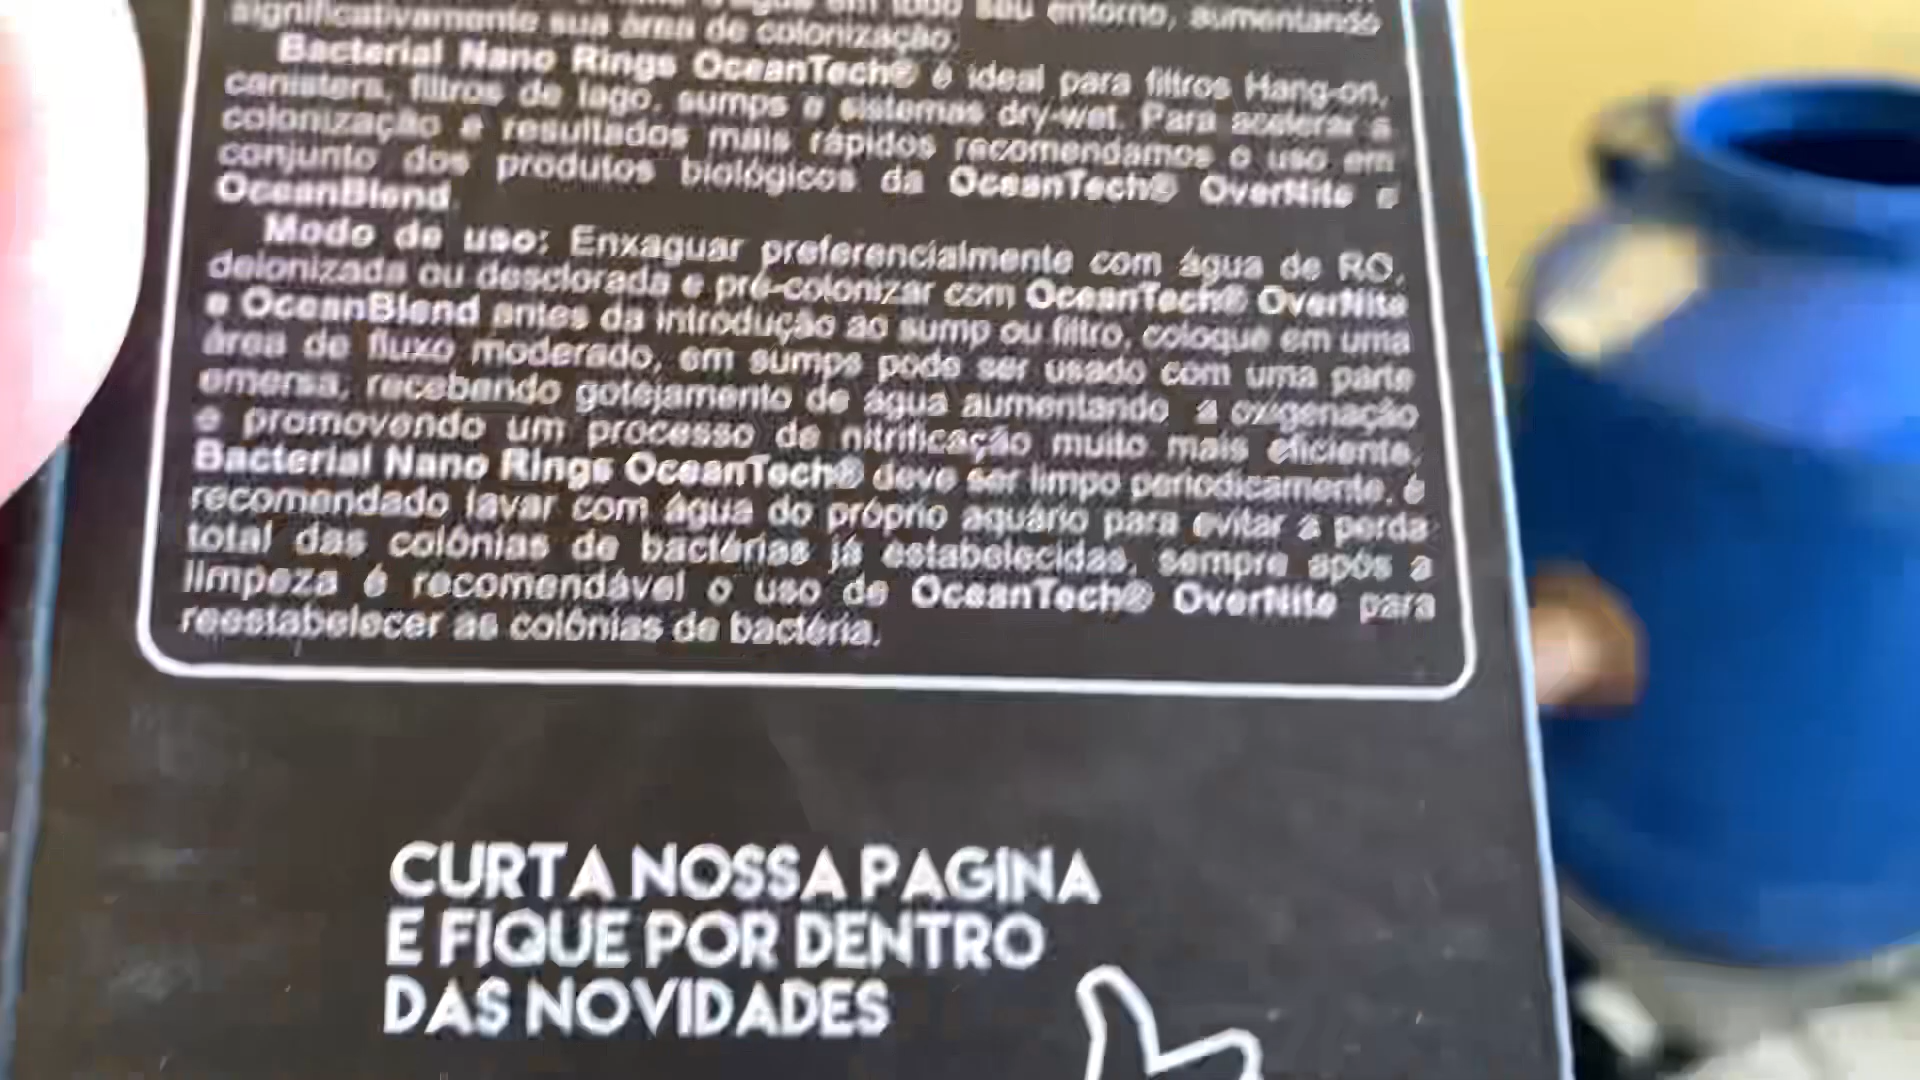 água em todo seu entorno, aumentando
significativamente sua área de colonização.
Bacterial Nano Rings OceanTech® é ideal para filtros Hang-on,
canisters, filtros de lago, sumps e sistemas dry-wet. Para acelerar a
colonização e resultados mais rápidos recomendamos o uso em
conjunto dos produtos biológicos da OceanTech® OverNite e
OceanBlend.
Modo de uso: Enxaguar preferencialmente com água de RO,
deionizada ou desclorada e pré-colonizar com OceanTech® OverNite
e OceanBlend antes da introdução ao sump ou filtro, coloque em uma
área de fluxo moderado, em sumps pode ser usado com uma parte
emersa, recebendo gotejamento de água aumentando a oxigenação
e promovendo um processo de nitrificação muito mais eficiente.
Bacterial Nano Rings OceanTech® deve ser limpo periodicamente, é
recomendado lavar com água do próprio aquário para evitar a perda
total das colônias de bactérias já estabelecidas, sempre após a
limpeza é recomendável o uso de OceanTech® OverNite para
reestabelecer as colônias de bactéria.
CURTA NOSSA PAGINA
E FIQUE POR DENTRO
DAS NOVIDADES